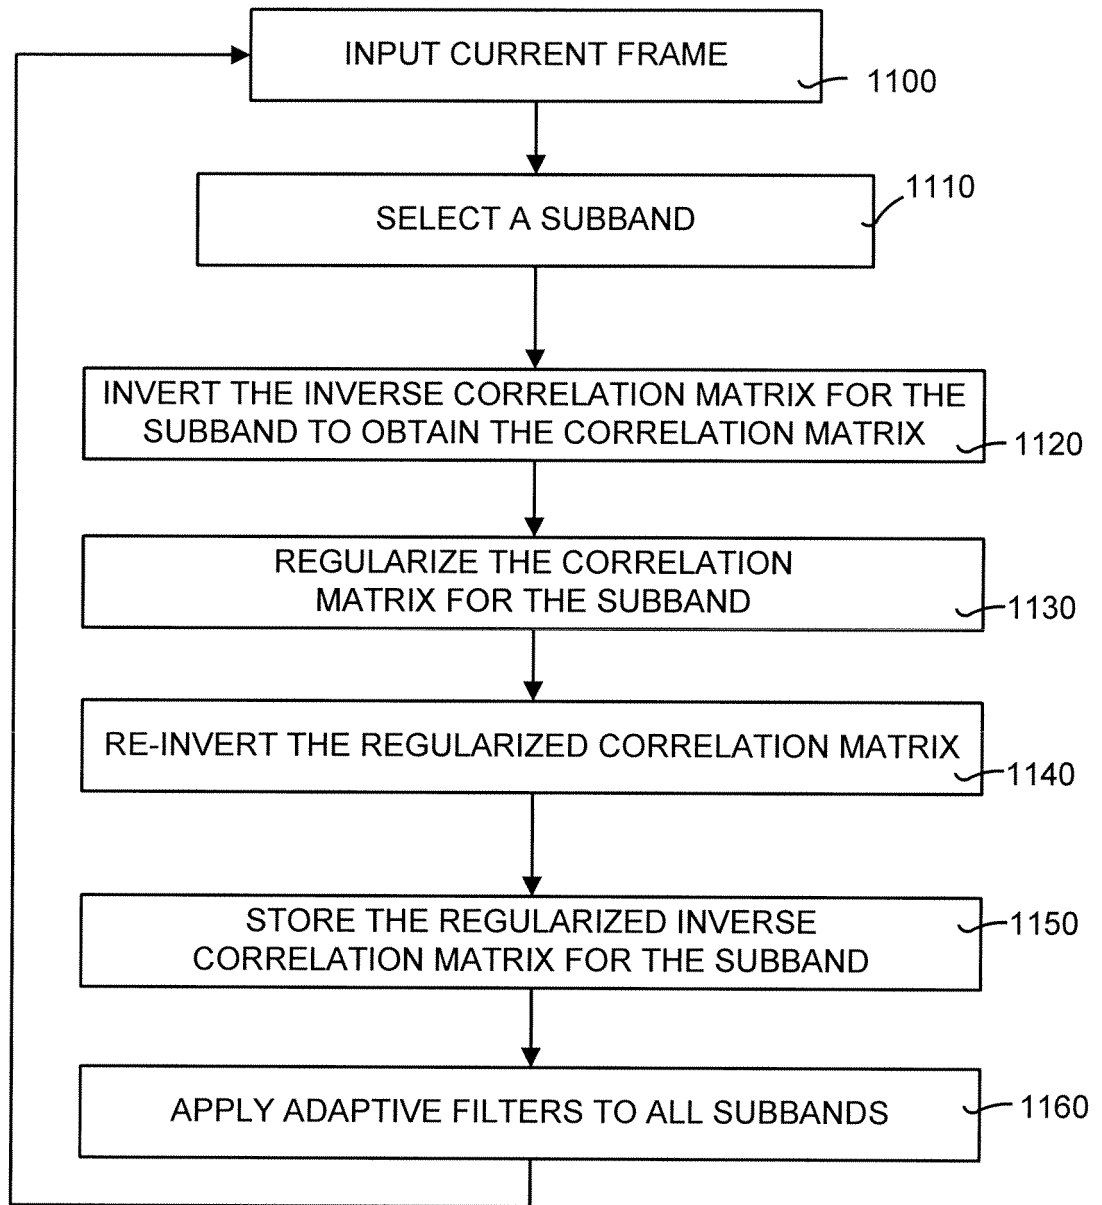 INPUT CURRENT FRAME
1100
SELECT A SUBBAND
1110
INVERT THE INVERSE CORRELATION MATRIX FOR THE
SUBBAND TO OBTAIN THE CORRELATION MATRIX
1120
REGULARIZE THE CORRELATION
MATRIX FOR THE SUBBAND
1130
RE-INVERT THE REGULARIZED CORRELATION MATRIX
1140
STORE THE REGULARIZED INVERSE
CORRELATION MATRIX FOR THE SUBBAND
1150
APPLY ADAPTIVE FILTERS TO ALL SUBBANDS
1160